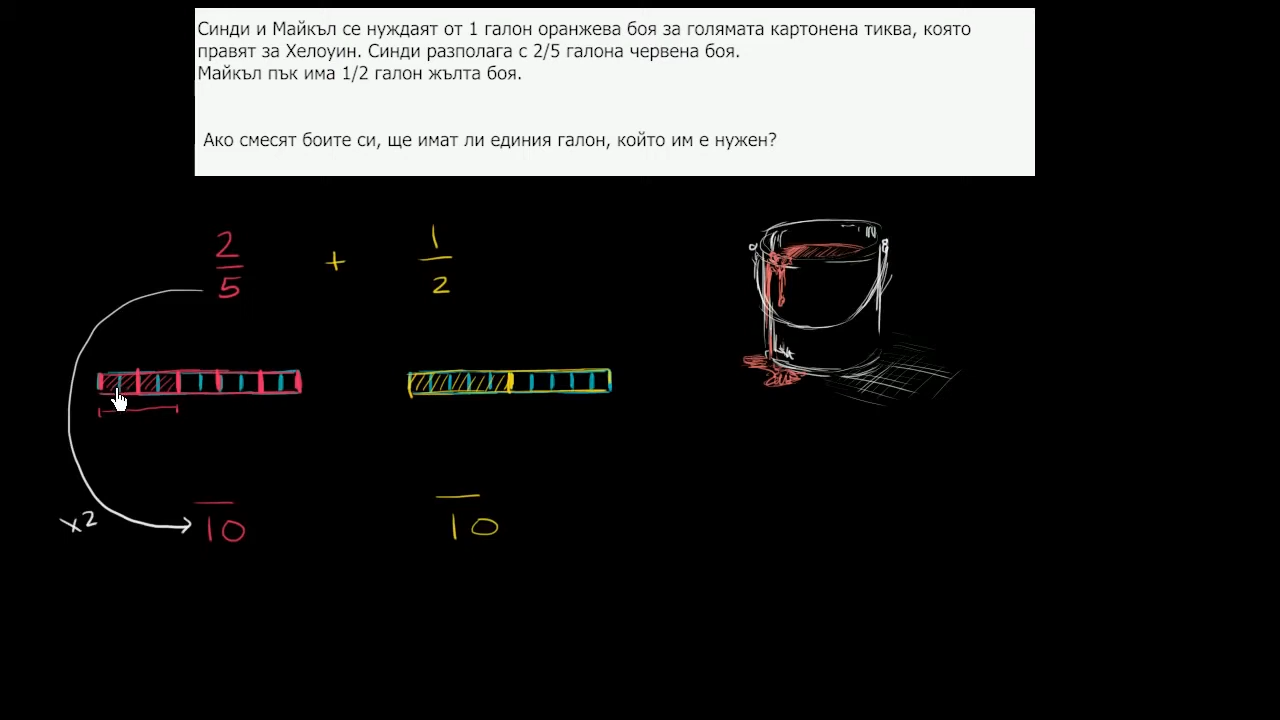 Синди и Майкъл се нуждаят от 1 галон оранжева боя за голямата картонена тиква, която
правят за Хелоуин. Синди разполага с 2/5 галона червена боя.
Майкъл пък има 1/2 галон жълта боя.
Ако смесят боите си, ще имат ли единия галон, който им е нужен?
2/5 + 1/2
x2
/10 /10